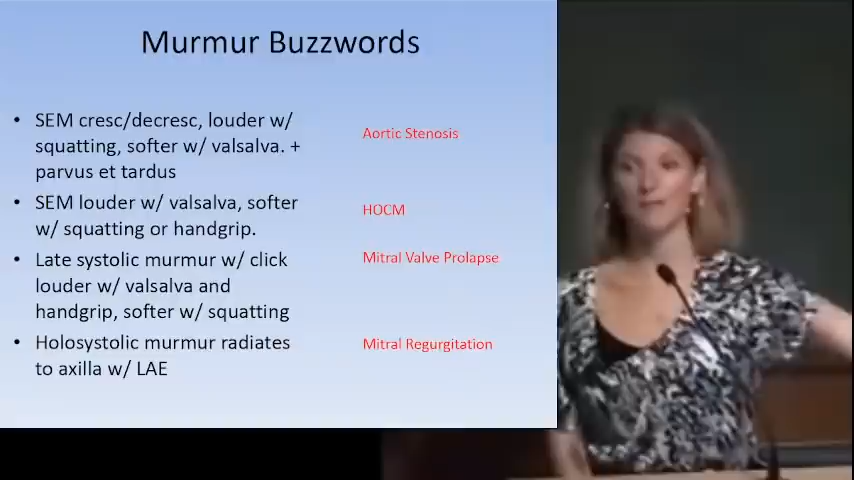 Murmur Buzzwords
• SEM cresc/decresc, louder w/
squatting, softer w/ valsalva. +
parvus et tardus
Aortic Stenosis
• SEM louder w/ valsalva, softer
w/ squatting or handgrip.
HOCM
• Late systolic murmur w/ click
louder w/ valsalva and
handgrip, softer w/ squatting
Mitral Valve Prolapse
• Holosystolic murmur radiates
to axilla w/ LAE
Mitral Regurgitation